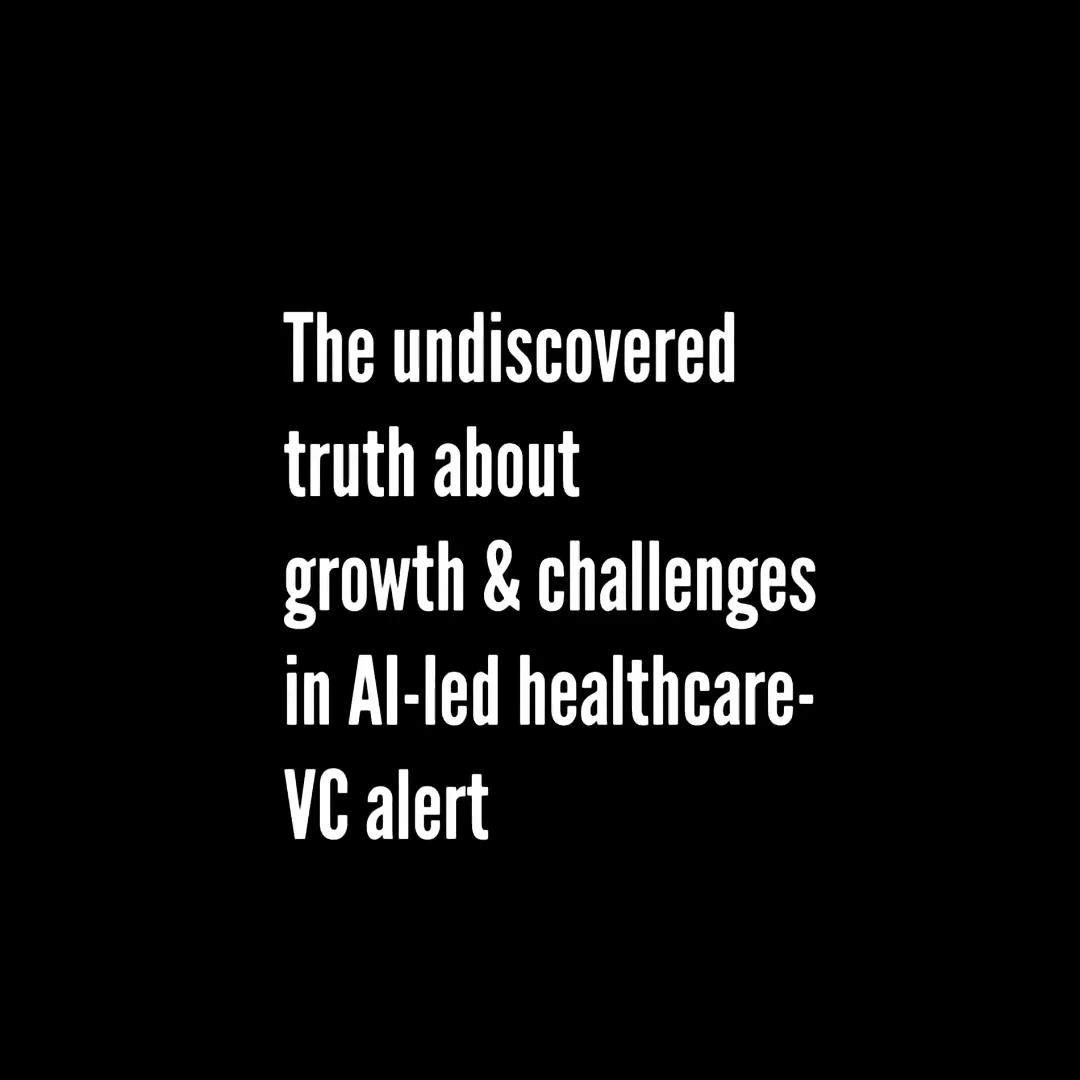 The undiscovered
truth about
growth & challenges
in AI-led healthcare-
VC alert